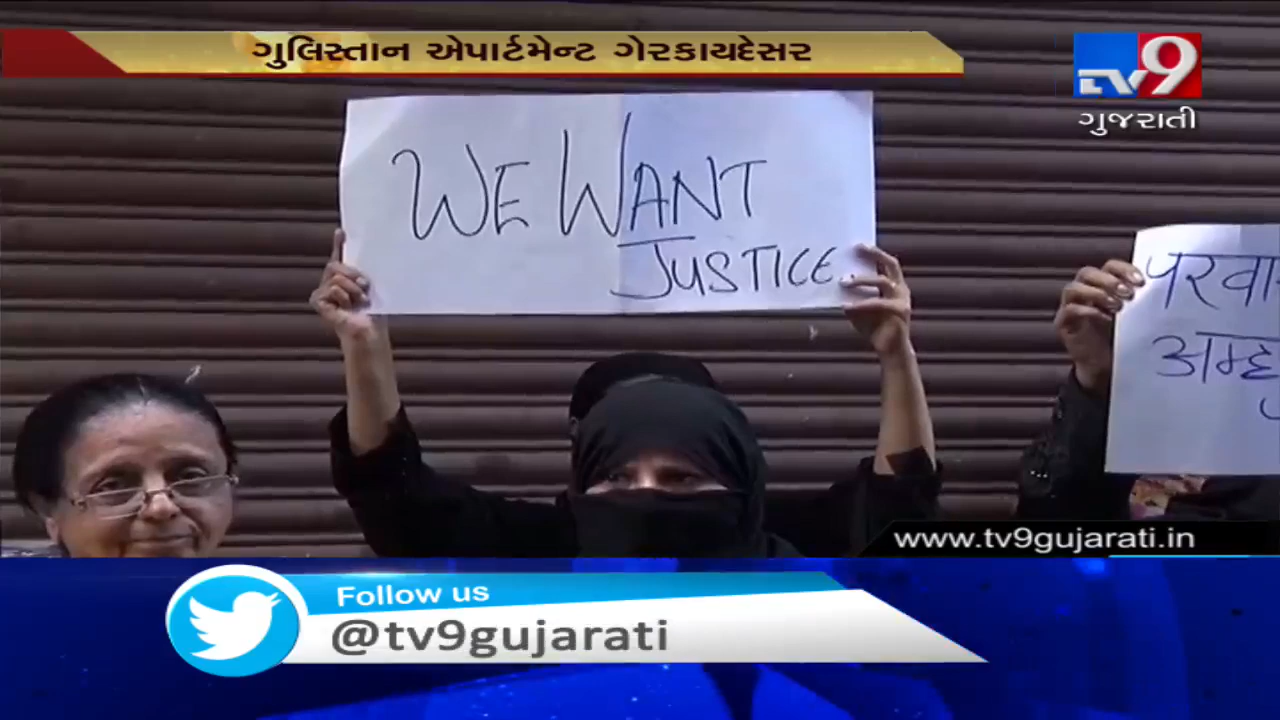 ગુલિસ્તાન એપાર્ટમેન્ટ ગેરકાયદેસર
TV9
ગુજરાતી
WE WANT
JUSTICE.
www.tv9gujarati.in
Follow us
@tv9gujarati